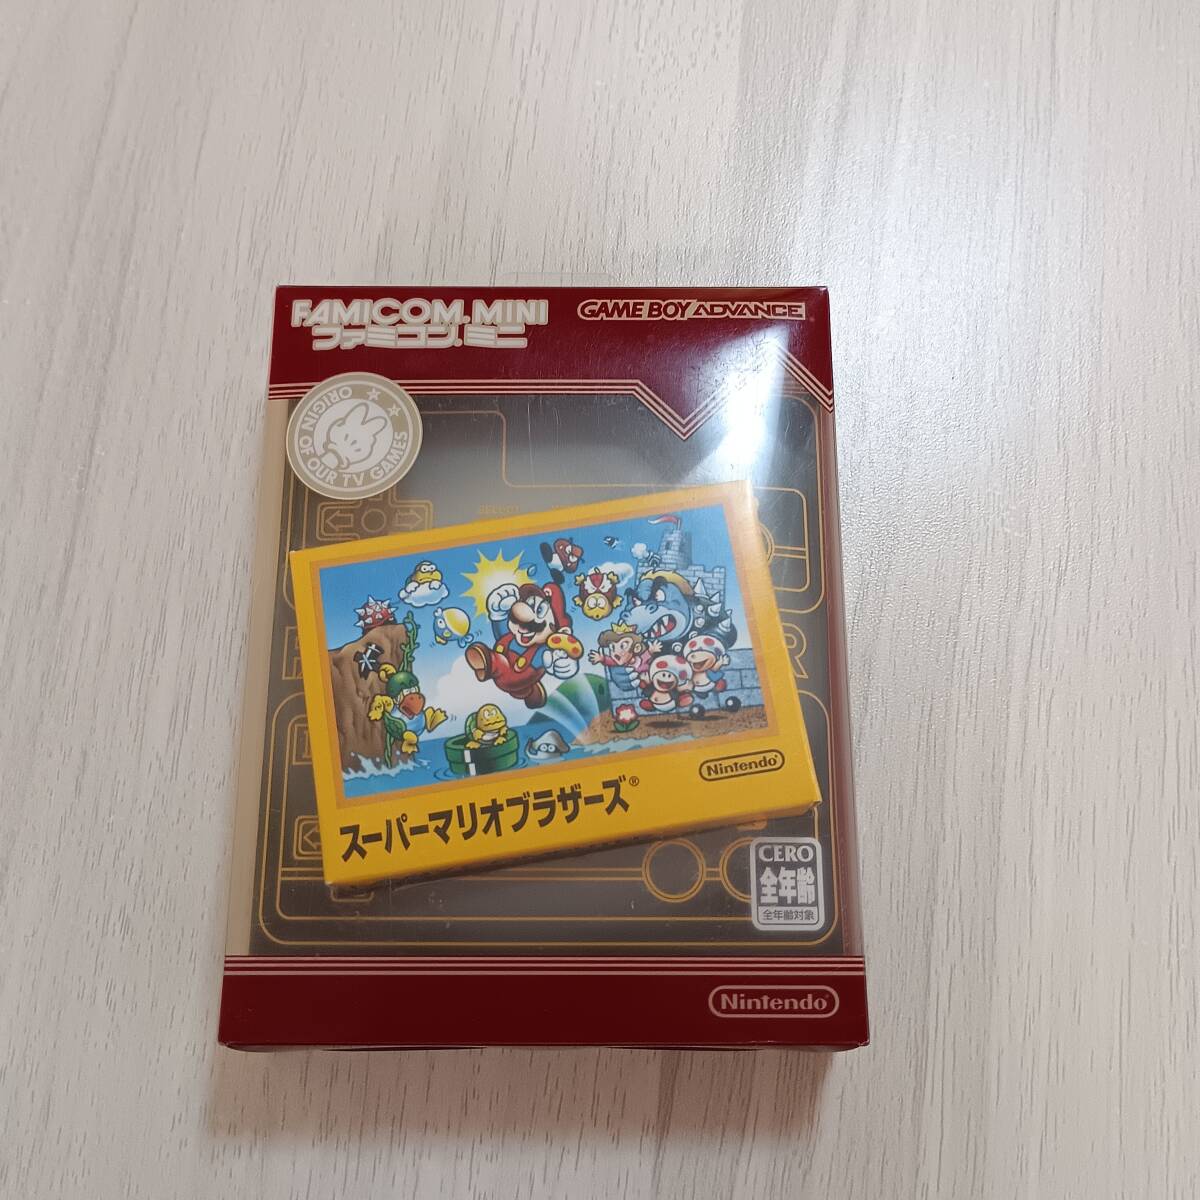 FAMICOM MINI
ファミコン ミニ
GAME BOY ADVANCE
ORIGIN OF OUR TV GAMES
SELECT
スーパーマリオブラザーズ®
Nintendo
CERO
全年齢
全年齢対象
Nintendo